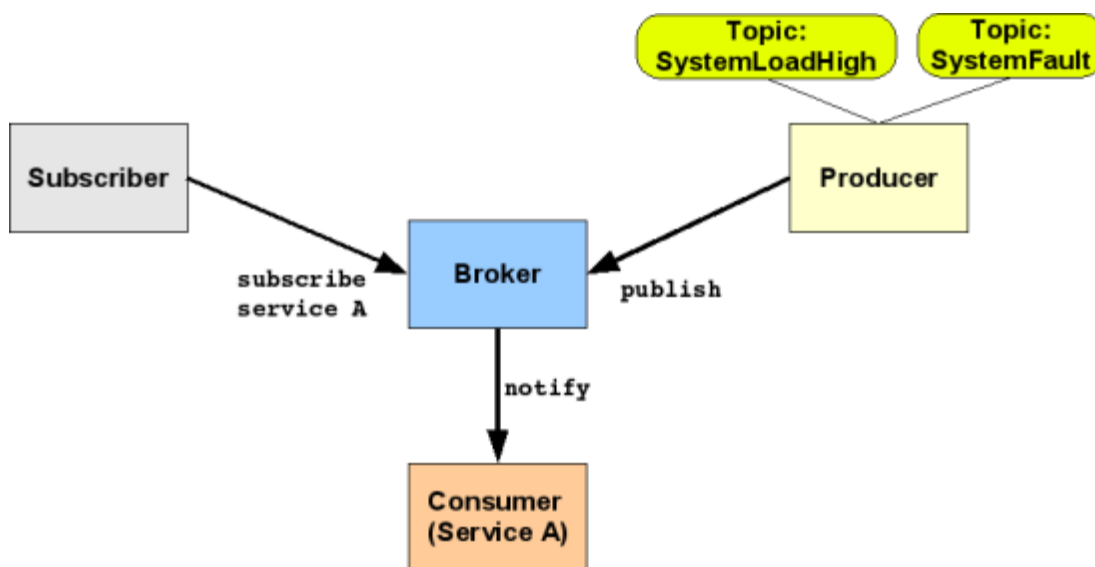 Topic:
SystemLoadHigh
Topic:
SystemFault
Subscriber
Producer
Broker
subscribe
service A
publish
notify
Consumer
(Service A)